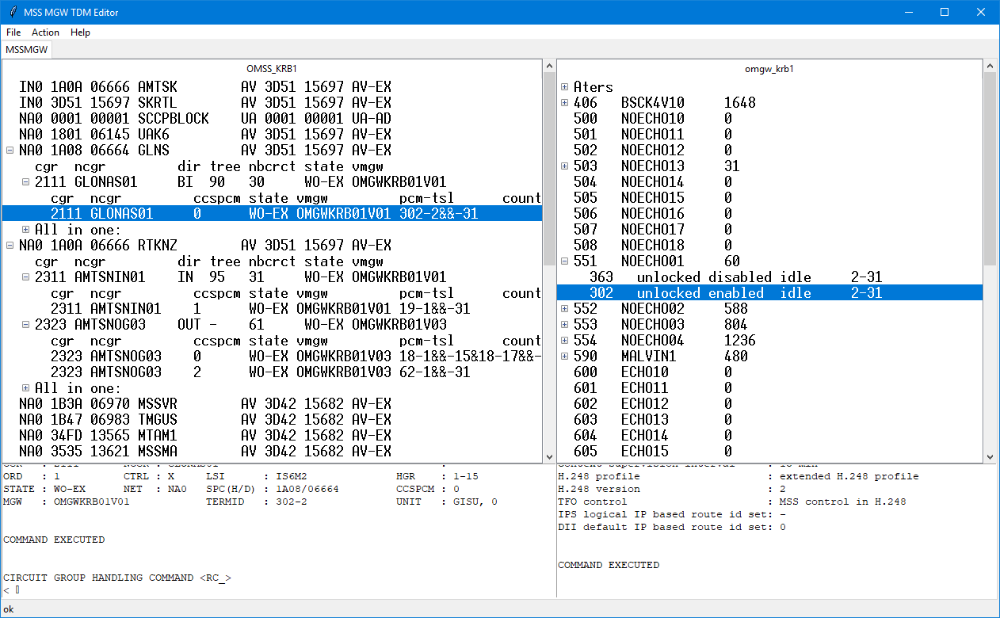 MSS MGW TDM Editor
File Action Help
MSSMGW
OMSS_KRB1
IN0 1A0A 06666 AMTSK AV 3D51 15697 AV-EX
IN0 3D51 15697 SKRTL AV 3D51 15697 AV-EX
NA0 0001 00001 SCCPBLOCK UA 0001 00001 UA-AD
NA0 1801 06145 UAK6 AV 3D51 15697 AV-EX
NA0 1A08 06664 GLNS AV 3D51 15697 AV-EX
cgr ncgr dir tree nbcrct state vmgw
2111 GLONAS01 BI 90 30 WO-EX OMGWKRB01V01
cgr ncgr ccspcm state vmgw pcm-tsl count
2111 GLONAS01 0 WO-EX OMGWKRB01V01 302-2&&-31
All in one:
NA0 1A0A 06666 RTKNZ AV 3D51 15697 AV-EX
cgr ncgr dir tree nbcrct state vmgw
2311 AMTSNIN01 IN 95 31 WO-EX OMGWKRB01V01
cgr ncgr ccspcm state vmgw pcm-tsl count
2311 AMTSNIN01 1 WO-EX OMGWKRB01V01 19-1&&-31
2323 AMTSNOG03 OUT - 61 WO-EX OMGWKRB01V03
cgr ncgr ccspcm state vmgw pcm-tsl count
2323 AMTSNOG03 0 WO-EX OMGWKRB01V03 18-1&&-15&18-17&&-
2323 AMTSNOG03 2 WO-EX OMGWKRB01V03 62-1&&-31
All in one:
NA0 1B3A 06970 MSSVR AV 3D42 15682 AV-EX
NA0 1B47 06983 TMGUS AV 3D42 15682 AV-EX
NA0 34FD 13565 MTAM1 AV 3D42 15682 AV-EX
NA0 3535 13621 MSSMA AV 3D42 15682 AV-EX
omgw_krb1
Aters
406 BSCK4V10 1648
500 NOECHO10 0
501 NOECHO11 0
502 NOECHO12 0
503 NOECHO13 31
504 NOECHO14 0
505 NOECHO15 0
506 NOECHO16 0
507 NOECHO17 0
508 NOECHO18 0
551 NOECHO01 60
363 unlocked disabled idle 2-31
302 unlocked enabled idle 2-31
552 NOECHO02 588
553 NOECHO03 804
554 NOECHO04 1236
590 MALVIN1 480
600 ECHO10 0
601 ECHO11 0
602 ECHO12 0
603 ECHO13 0
604 ECHO14 0
605 ECHO15 0
ORD : 1 CTRL : X LSI : IS6M2 HGR : 1-15
STATE : WO-EX NET : NA0 SPC(H/D) : 1A08/06664 CCSPCM : 0
MGW : OMGWKRB01V01 TERMID : 302-2 UNIT : GISU, 0
COMMAND EXECUTED
CIRCUIT GROUP HANDLING COMMAND <RC_>
<
H.248 profile : extended H.248 profile
H.248 version : 2
TFO control : MSS control in H.248
IPS logical IP based route id set: -
DII default IP based route id set: 0
COMMAND EXECUTED
ok